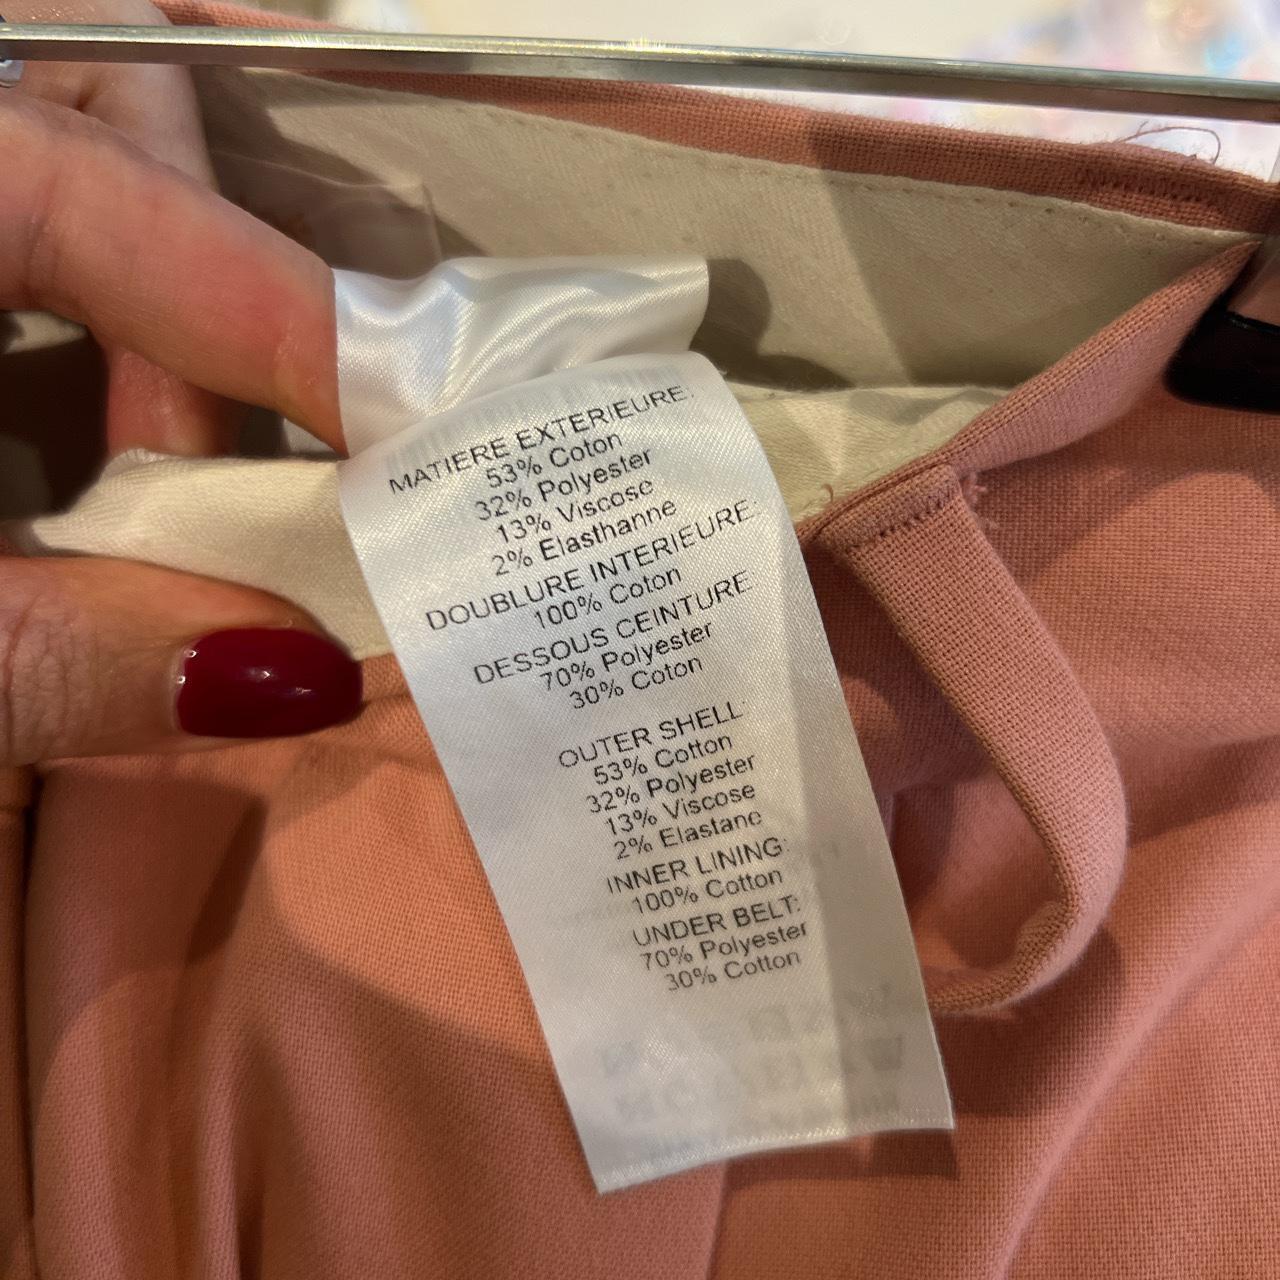 MATIERE EXTERIEURE:
53% Coton
32% Polyester
13% Viscose
2% Elasthanne
DOUBLURE INTERIEURE:
100% Coton
DESSOUS CEINTURE:
70% Polyester
30% Coton
OUTER SHELL:
53% Cotton
32% Polyester
13% Viscose
2% Elastane
INNER LINING:
100% Cotton
UNDER BELT:
70% Polyester
30% Cotton